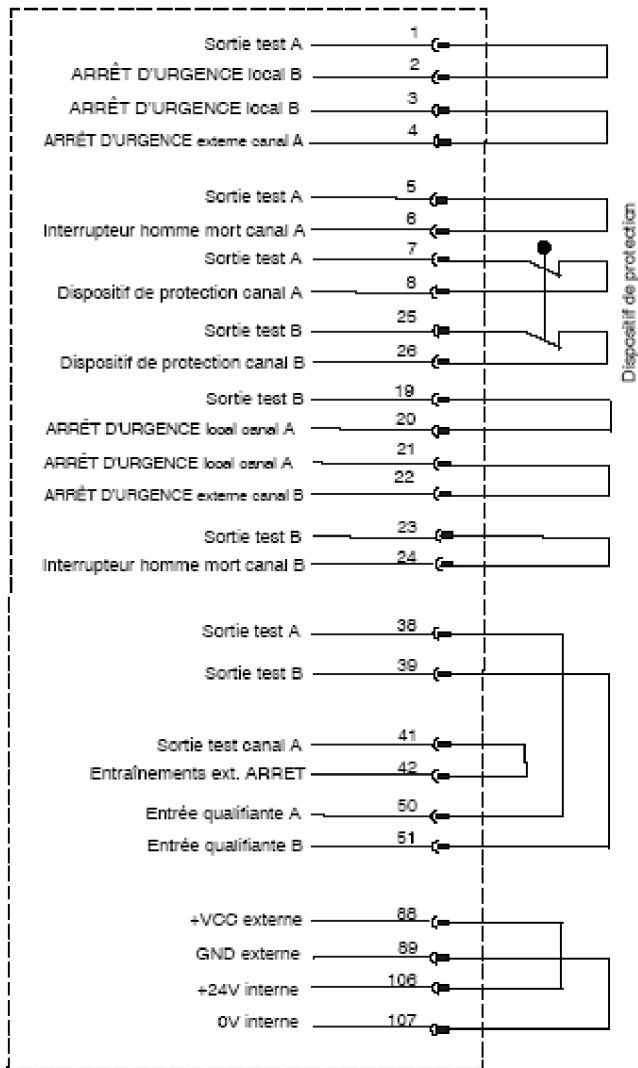 Sortie test A 1
ARRÊT D'URGENCE local B 2
ARRÊT D'URGENCE local B 3
ARRÊT D'URGENCE externe canal A 4
Sortie test A 5
Interrupteur homme mort canal A 6
Sortie test A 7
Dispositif de protection canal A 8
Sortie test B 25
Dispositif de protection canal B 26
Dispositif de protection
Sortie test B 19
ARRÊT D'URGENCE local canal A 20
ARRÊT D'URGENCE local canal A 21
ARRÊT D'URGENCE externe canal B 22
Sortie test B 23
Interrupteur homme mort canal B 24
Sortie test A 38
Sortie test B 39
Sortie test canal A 41
Entraînements ext. ARRET 42
Entrée qualifiante A 50
Entrée qualifiante B 51
+VCC externe 88
GND externe 89
+24V interne 106
0V interne 107